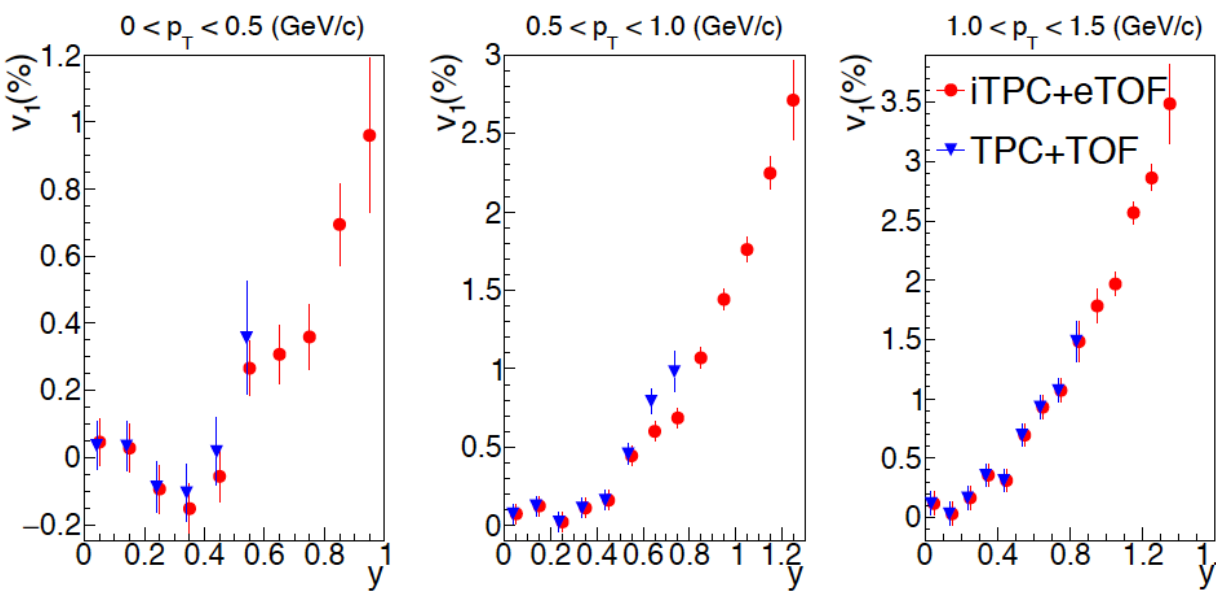 0 < p_T < 0.5 (GeV/c)
v_1(%)
1.2
1
0.8
0.6
0.4
0.2
0
−0.2
0 0.2 0.4 0.6 0.8 1
y
0.5 < p_T < 1.0 (GeV/c)
v_1(%)
3
2.5
2
1.5
1
0.5
0
0 0.2 0.4 0.6 0.8 1 1.2
y
1.0 < p_T < 1.5 (GeV/c)
v_1(%)
iTPC+eTOF
TPC+TOF
3.5
3
2.5
2
1.5
1
0.5
0
0 0.4 0.8 1.2
y